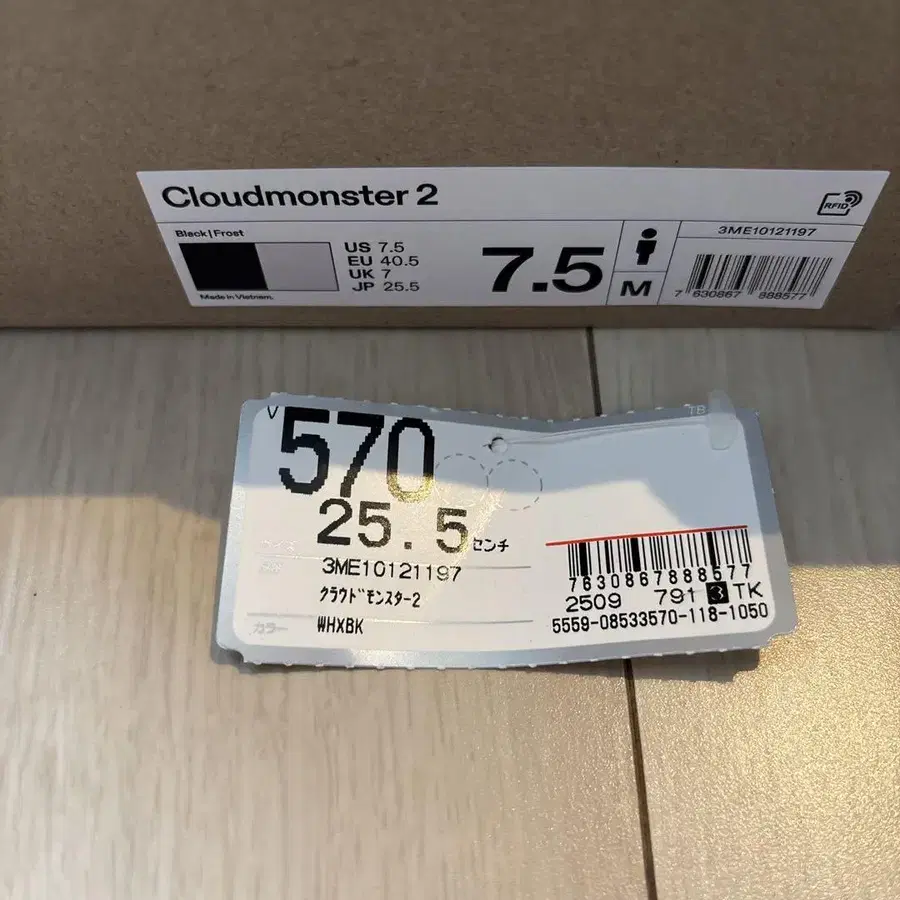 Cloudmonster 2
RFID
Black | Frost
US 7.5
EU 40.5
UK 7
JP 25.5
Made in Vietnam.
7.5
M
3ME10121197
7 630867 888577
V
570
TB
25.5 センチ
3ME10121197
クラウドモンスター2
カラー WHXBK
7630867888577
2509 791 3 TK
5559-08533570-118-1050